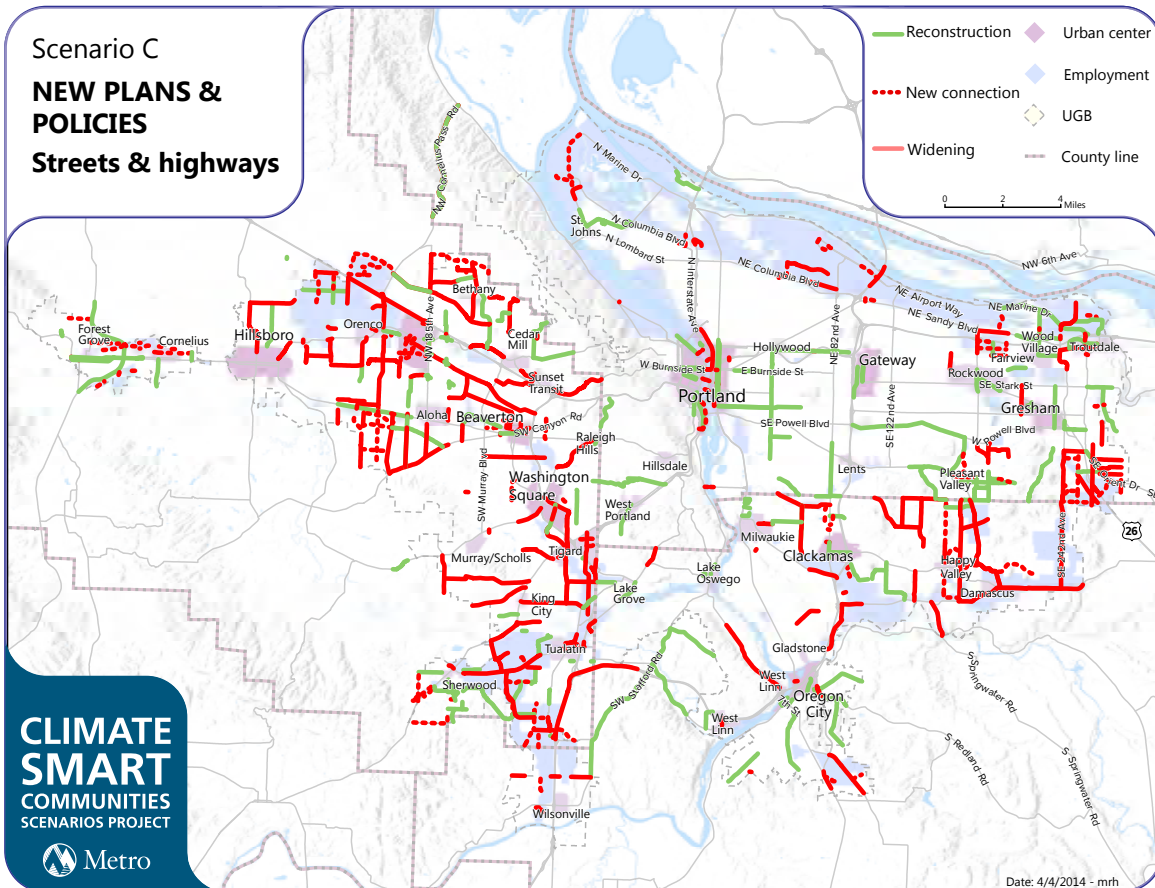 Scenario C
NEW PLANS &
POLICIES
Streets & highways
Reconstruction
New connection
Widening
Urban center
Employment
UGB
County line
0 2 4
Miles
NW Cornelius Pass Rd
N Marine Dr
St.
Johns
N Columbia Blvd
N Lombard St
N Interstate Ave
NE Columbia Blvd
NE 82nd Ave
NE Airport Way
NE Sandy Blvd
NW 6th Ave
NE Marine Dr
Bethany
Forest
Grove
Cornelius
Hillsboro
Orenco
NW 185th Ave
Cedar
Mill
Sunset
Transit
W Burnside St
Hollywood
E Burnside St
Gateway
Wood
Village
Troutdale
Fairview
Rockwood
SE Stark St
Portland
Gresham
Aloha
Beaverton
SW Canyon Rd
SE Powell Blvd
SE 122nd Ave
W Powell Blvd
Raleigh
Hills
Hillsdale
Lents
Pleasant
Valley
SW Murray Blvd
Washington
Square
West
Portland
Milwaukie
Clackamas
SE 242nd Ave
26
Murray/Scholls
Tigard
Lake
Oswego
Happy
Valley
King
City
Lake
Grove
Damascus
Tualatin
Gladstone
Sherwood
SW Stafford Rd
West
Linn
Oregon
City
7th St
West
Linn
S Springwater Rd
S Redland Rd
S Springwater Rd
Wilsonville
CLIMATE
SMART
COMMUNITIES
SCENARIOS PROJECT
Metro
Date: 4/4/2014 - mrh